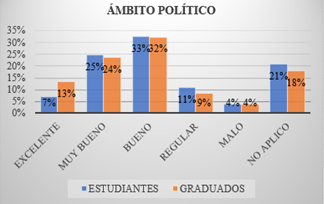 ÁMBITO POLÍTICO
35%
30%
25%
20%
15%
10%
5%
0%
7% 13%
25% 24%
33% 32%
11% 9%
4% 4%
21% 18%
EXCELENTE
MUY BUENO
BUENO
REGULAR
MALO
NO APLICO
ESTUDIANTES GRADUADOS